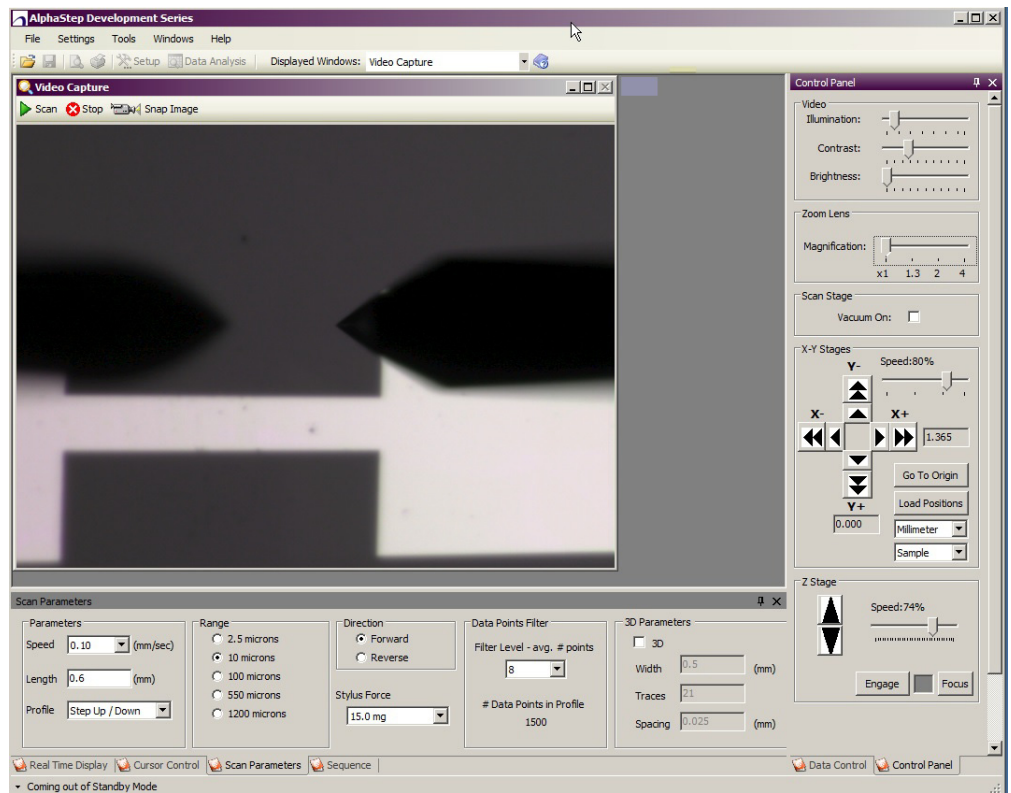 AlphaStep Development Series
File Settings Tools Windows Help
Setup Data Analysis Displayed Windows: Video Capture
Video Capture
Scan Stop Snap Image
Control Panel
Video
Illumination:
Contrast:
Brightness:
Zoom Lens
Magnification:
x1 1.3 2 4
Scan Stage
Vacuum On:
X-Y Stages
Y- Speed:80%
X- X+
1.365
Go To Origin
Y+ Load Positions
0.000 Millimeter
Sample
Z Stage
Speed:74%
Engage Focus
Scan Parameters
Parameters
Speed 0.10 (mm/sec)
Length 0.6 (mm)
Profile Step Up / Down
Range
2.5 microns
10 microns
100 microns
550 microns
1200 microns
Direction
Forward
Reverse
Stylus Force
15.0 mg
Data Points Filter
Filter Level - avg. # points
8
# Data Points in Profile
1500
3D Parameters
3D
Width 0.5 (mm)
Traces 21
Spacing 0.025 (mm)
Real Time Display Cursor Control Scan Parameters Sequence
Data Control Control Panel
Coming out of Standby Mode